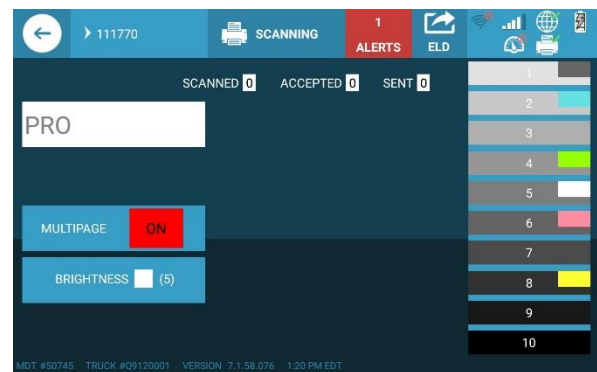 111770
SCANNING
1
ALERTS
ELD
SCANNED 0 ACCEPTED 0 SENT 0
PRO
MULTIPAGE ON
BRIGHTNESS (5)
1
2
3
4
5
6
7
8
9
10
MDT #50745 TRUCK #Q9120001 VERSION 7.1.58.076 1:20 PM EDT